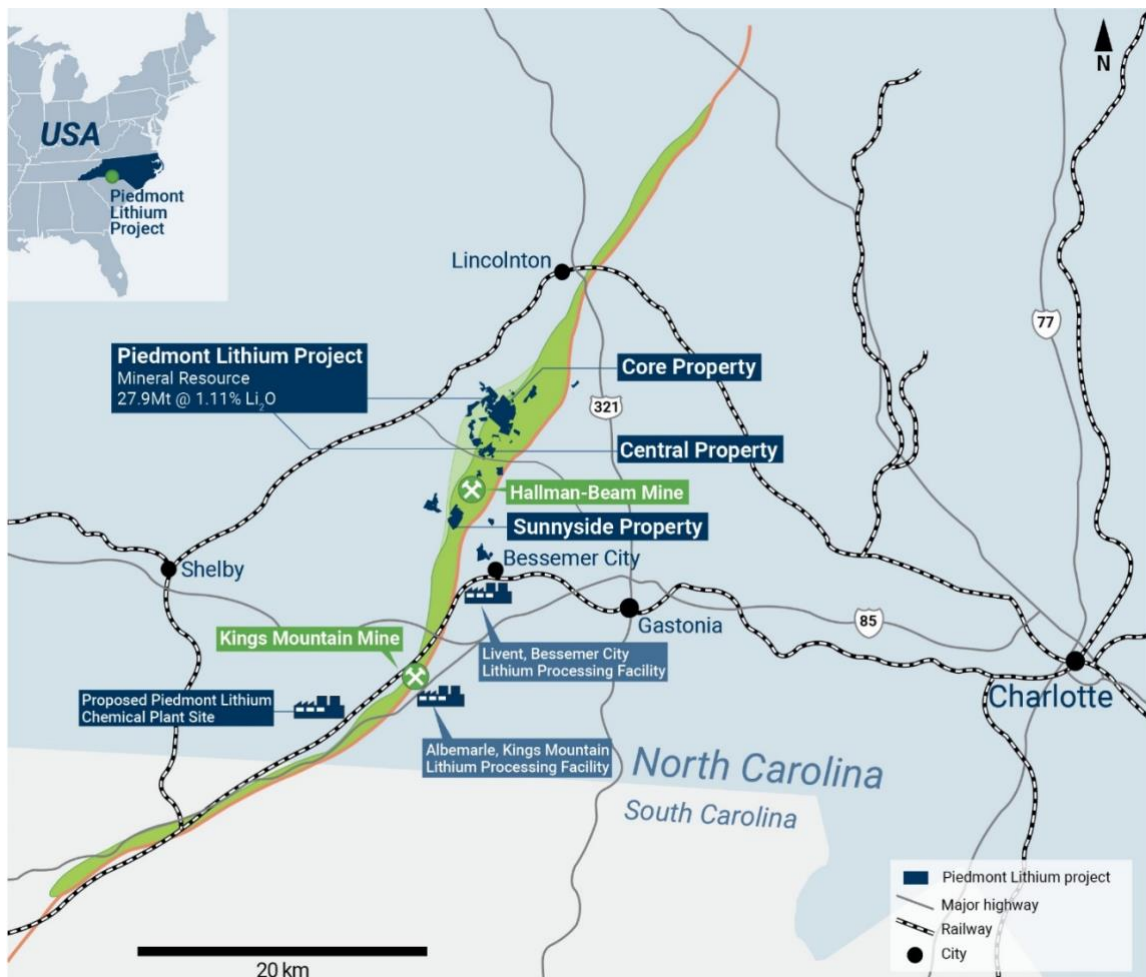 USA
Piedmont
Lithium
Project
N
Lincolnton
77
Piedmont Lithium Project
Mineral Resource
27.9Mt @ 1.11% Li₂O
Core Property
321
Central Property
Hallman-Beam Mine
Sunnyside Property
Bessemer City
Shelby
Gastonia
85
Kings Mountain Mine
Livent, Bessemer City
Lithium Processing Facility
Charlotte
Proposed Piedmont Lithium
Chemical Plant Site
Albemarle, Kings Mountain
Lithium Processing Facility
North Carolina
South Carolina
Piedmont Lithium project
Major highway
Railway
City
20 km